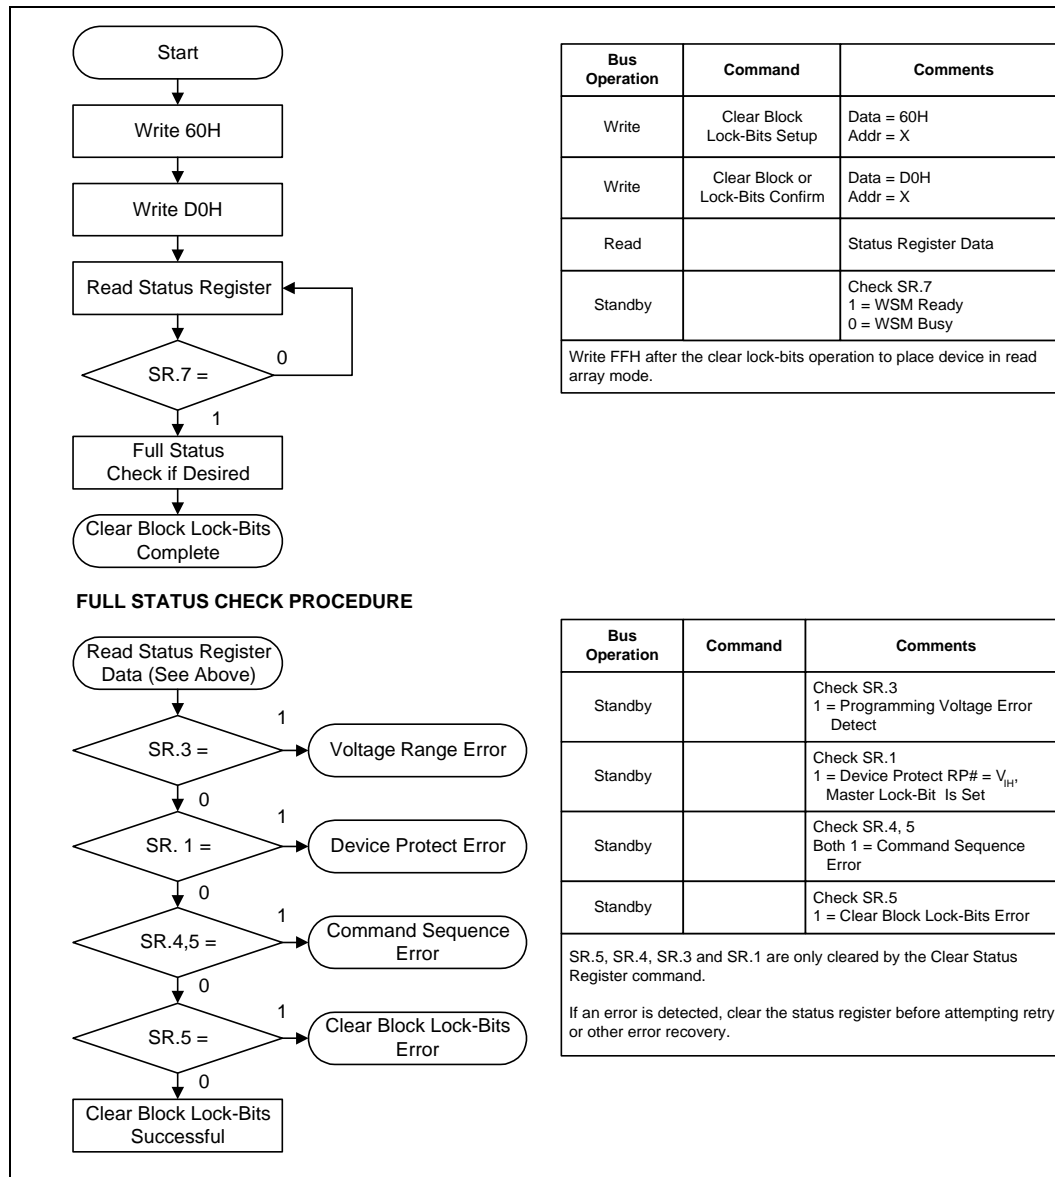 Start
Write 60H
Write D0H
Read Status Register
SR.7 =
0
1
Full Status
Check if Desired
Clear Block Lock-Bits
Complete
Bus
Operation
Command
Comments
Write
Clear Block
Lock-Bits Setup
Data = 60H
Addr = X
Write
Clear Block or
Lock-Bits Confirm
Data = D0H
Addr = X
Read
Status Register Data
Standby
Check SR.7
1 = WSM Ready
0 = WSM Busy
Write FFH after the clear lock-bits operation to place device in read
array mode.
FULL STATUS CHECK PROCEDURE
Read Status Register
Data (See Above)
SR.3 =
1
Voltage Range Error
0
SR. 1 =
1
Device Protect Error
0
SR.4,5 =
1
Command Sequence
Error
0
SR.5 =
1
Clear Block Lock-Bits
Error
0
Clear Block Lock-Bits
Successful
Bus
Operation
Command
Comments
Standby
Check SR.3
1 = Programming Voltage Error
Detect
Standby
Check SR.1
1 = Device Protect RP# = VIH,
Master Lock-Bit Is Set
Standby
Check SR.4, 5
Both 1 = Command Sequence
Error
Standby
Check SR.5
1 = Clear Block Lock-Bits Error
SR.5, SR.4, SR.3 and SR.1 are only cleared by the Clear Status
Register command.
If an error is detected, clear the status register before attempting retry
or other error recovery.